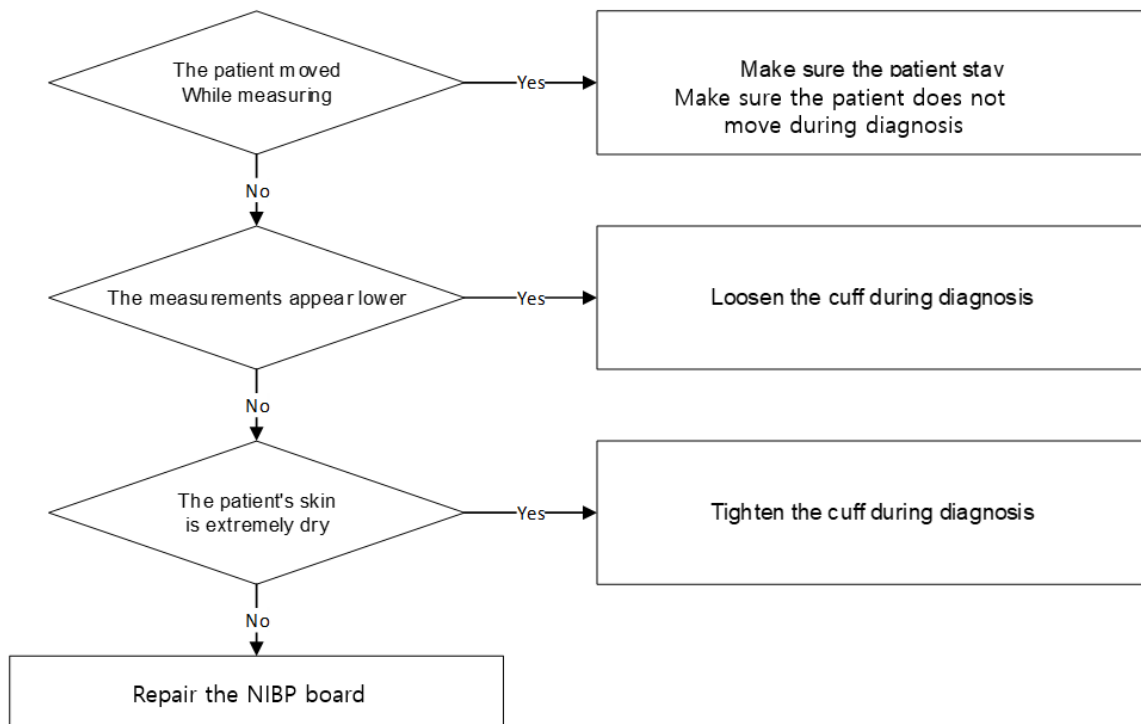 The patient moved
While measuring
Yes
Make sure the patient stay
Make sure the patient does not
move during diagnosis
No
The measurements appear lower
Yes
Loosen the cuff during diagnosis
No
The patient's skin
is extremely dry
Yes
Tighten the cuff during diagnosis
No
Repair the NIBP board